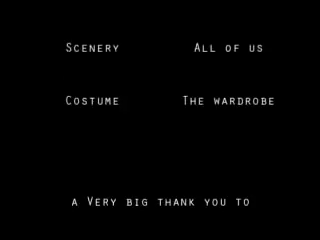 Scenery All of us
Costume The wardrobe
a Very big thank you to